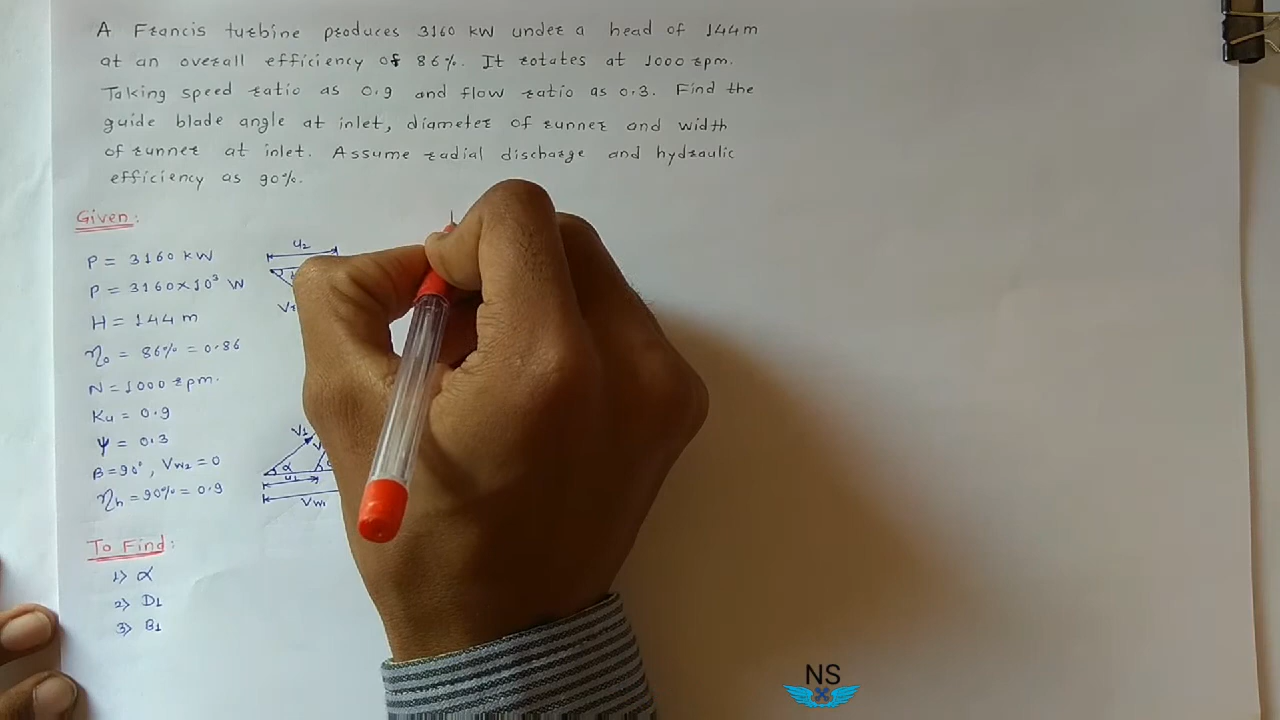 A Francis turbine produces 3160 kW under a head of 144m
at an overall efficiency of 86%. It rotates at 1000 rpm.
Taking speed ratio as 0.9 and flow ratio as 0.3. Find the
guide blade angle at inlet, diameter of runner and width
of runner at inlet. Assume radial discharge and hydraulic
efficiency as 90%.
Given:
P = 3160 kW
P = 3160×10³ W
H = 144 m
ηo = 86% = 0.86
N = 1000 rpm.
Ku = 0.9
ψ = 0.3
β = 90°, Vw2 = 0
ηh = 90% = 0.9
u2
V1
α
u1
Vw1
To Find:
1) α
2) D1
3) B1
NS